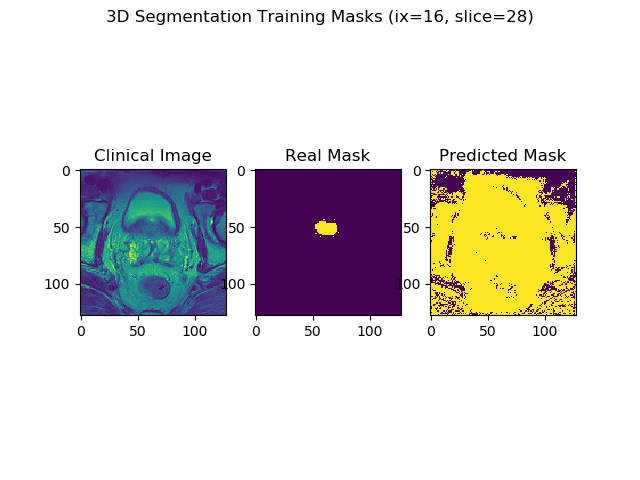 3D Segmentation Training Masks (ix=16, slice=28)
Clinical Image Real Mask Predicted Mask
0 0 0
50 50 50
100 100 100
0 50 100 0 50 100 0 50 100